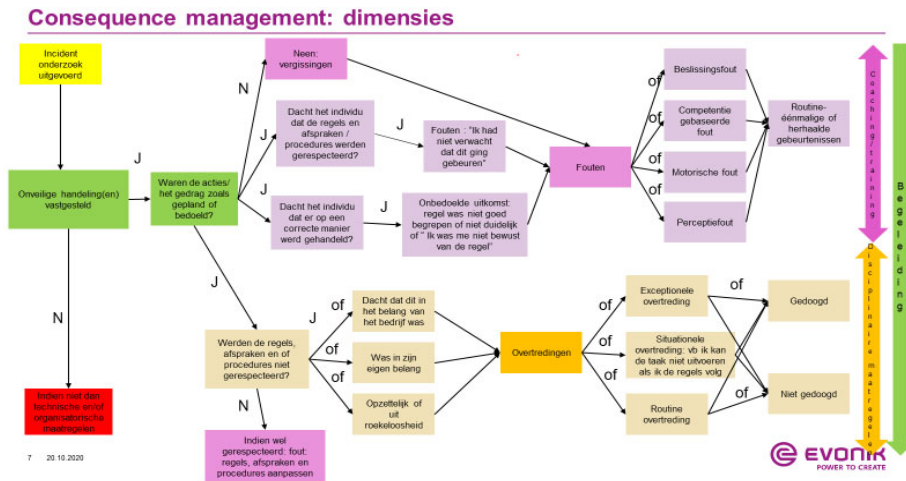 Consequence management: dimensies
Incident
onderzoek
uitgevoerd
J
N
Onveilige handeling(en)
vastgesteld
Indien niet dan
technische en/of
organisatorische
maatregelen
Waren de acties/
het gedrag zoals
gepland of
bedoeld?
N
J
J
J
Neen:
vergissingen
Dacht het individu
dat de regels en
afspraken /
procedures werden
gerespecteerd?
J
Fouten : "Ik had
niet verwacht
dat dit ging
gebeuren"
Dacht het individu
dat er op een
correcte manier
werd gehandeld?
J
Onbedoelde uitkomst:
regel was niet goed
begrepen of niet duidelijk
of " Ik was me niet bewust
van de regel"
Fouten
of
of
of
of
Beslissingsfout
Competentie
gebaseerde
fout
Motorische fout
Perceptiefout
Routine-
éénmalige of
herhaalde
gebeurtenissen
Werden de regels,
afspraken en of
procedures niet
gerespecteerd?
J
N
Indien wel
gerespecteerd: fout:
regels, afspraken
en procedures aanpassen
of
of
of
Dacht dat dit in
het belang van
het bedrijf was
Was in zijn
eigen belang
Opzettelijk of
uit
roekeloosheid
Overtredingen
of
of
of
Exceptionele
overtreding
Situationele
overtreding: vb ik kan
de taak niet uitvoeren
als ik de regels volg
Routine
overtreding
of
of
Gedoogd
Niet gedoogd
Coaching/training
Disciplinaire maatregelen
Begeleiding
7 20.10.2020
EVONIK
POWER TO CREATE